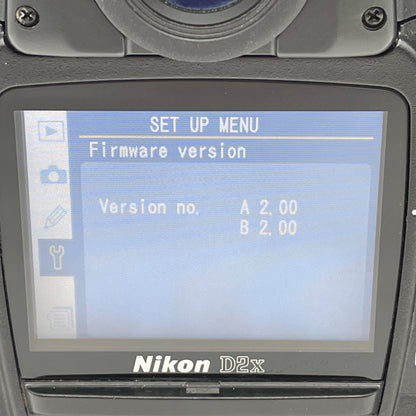 SET UP MENU
Firmware version
Version no. A 2.00
B 2.00
Nikon D2x